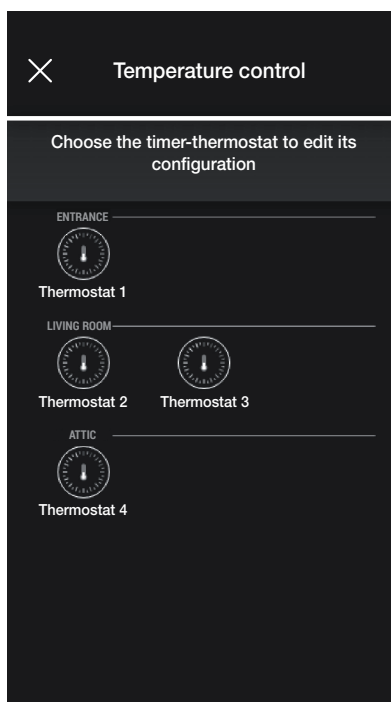 Temperature control
Choose the timer-thermostat to edit its
configuration
ENTRANCE
Thermostat 1
LIVING ROOM
Thermostat 2 Thermostat 3
ATTIC
Thermostat 4